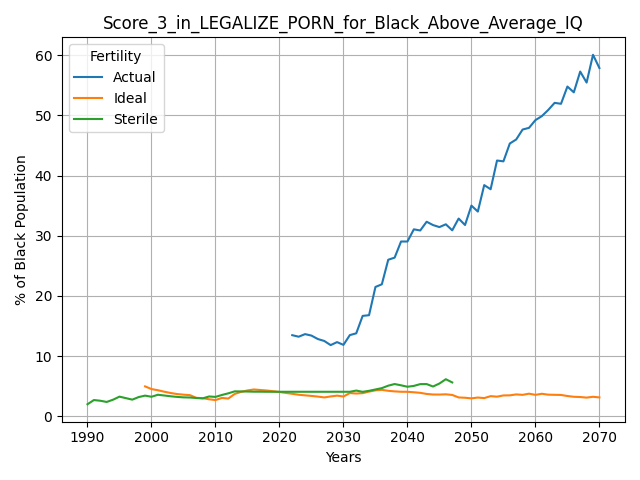 Score_3_in_LEGALIZE_PORN_for_Black_Above_Average_IQ
Fertility
Actual
Ideal
Sterile
% of Black Population
60
50
40
30
20
10
0
1990 2000 2010 2020 2030 2040 2050 2060 2070
Years